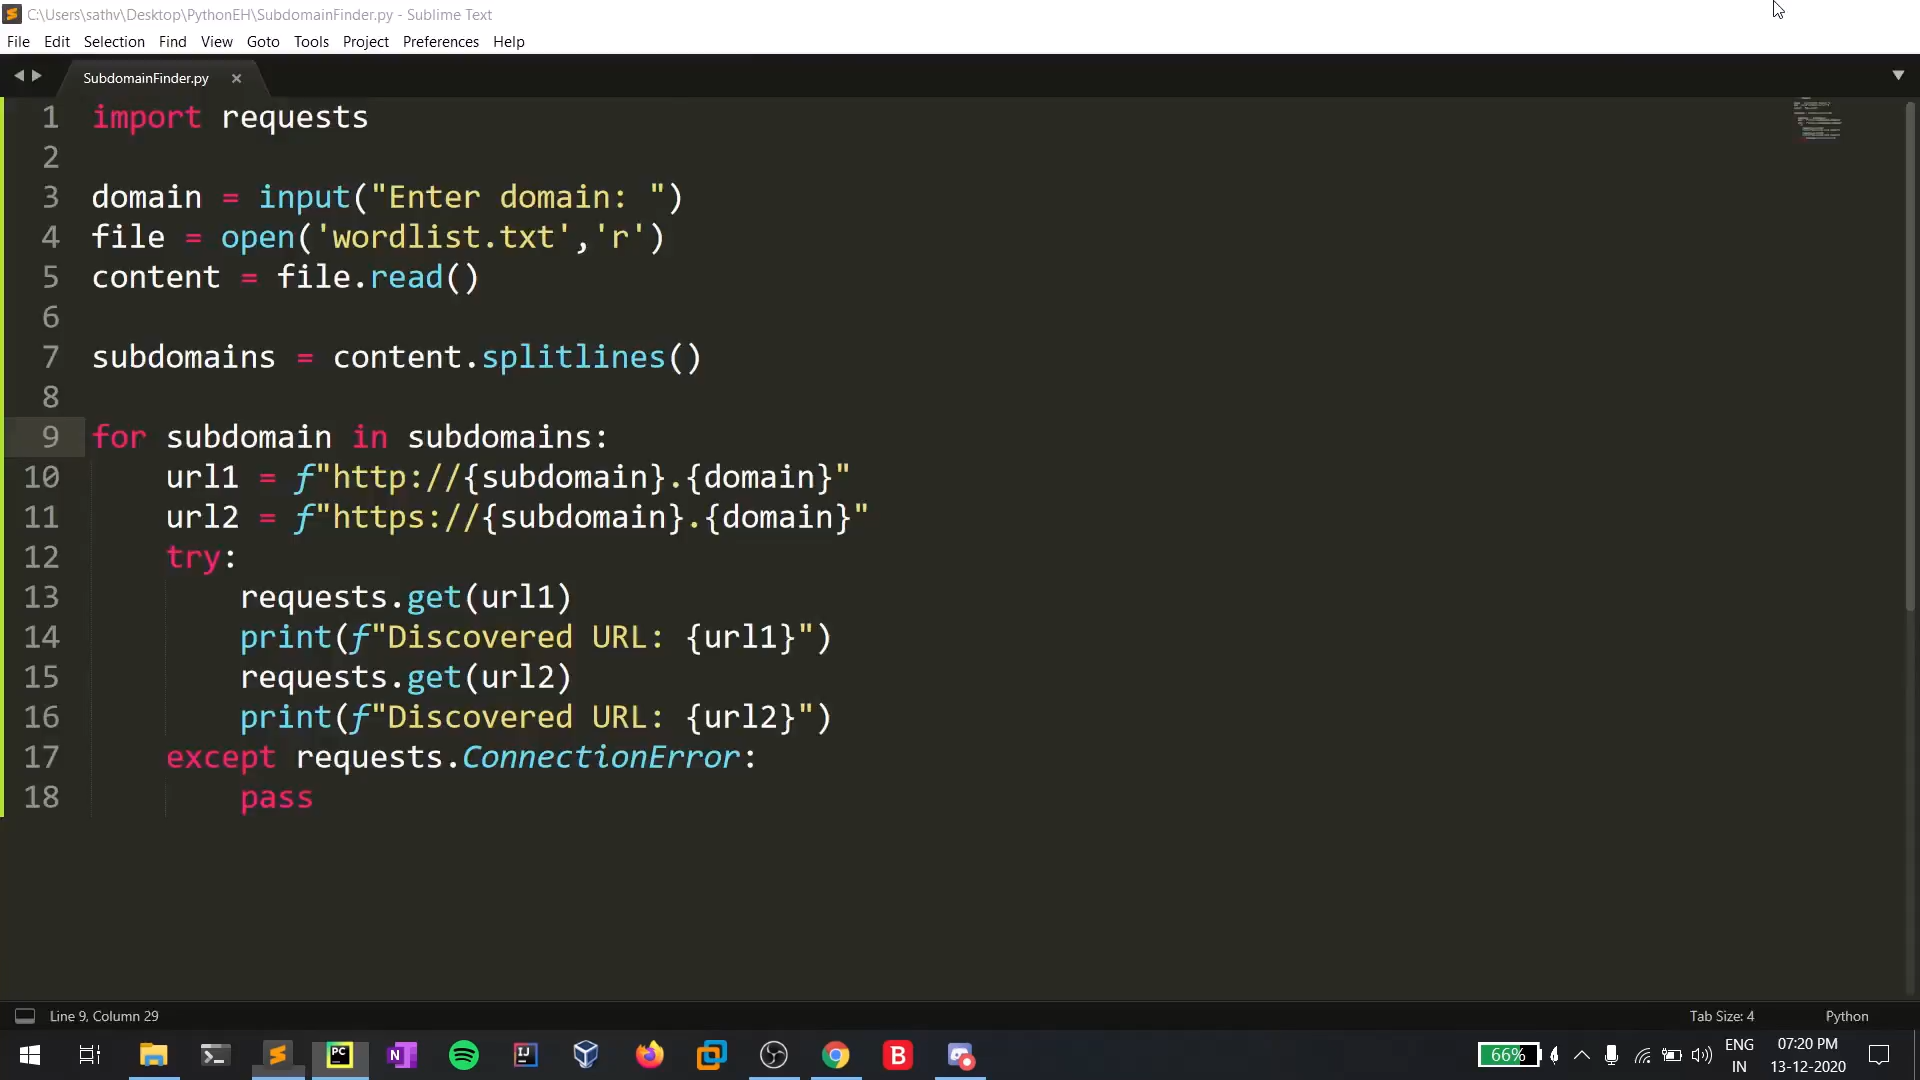 C:\Users\sathv\Desktop\PythonEH\SubdomainFinder.py - Sublime Text
File Edit Selection Find View Goto Tools Project Preferences Help
SubdomainFinder.py ×
1 import requests
2
3 domain = input("Enter domain: ")
4 file = open('wordlist.txt','r')
5 content = file.read()
6
7 subdomains = content.splitlines()
8
9 for subdomain in subdomains:
10     url1 = f"http://{subdomain}.{domain}"
11     url2 = f"https://{subdomain}.{domain}"
12     try:
13         requests.get(url1)
14         print(f"Discovered URL: {url1}")
15         requests.get(url2)
16         print(f"Discovered URL: {url2}")
17     except requests.ConnectionError:
18         pass
Line 9, Column 29 Tab Size: 4 Python
PC N IJ B 66% ENG 07:20 PM
IN 13-12-2020